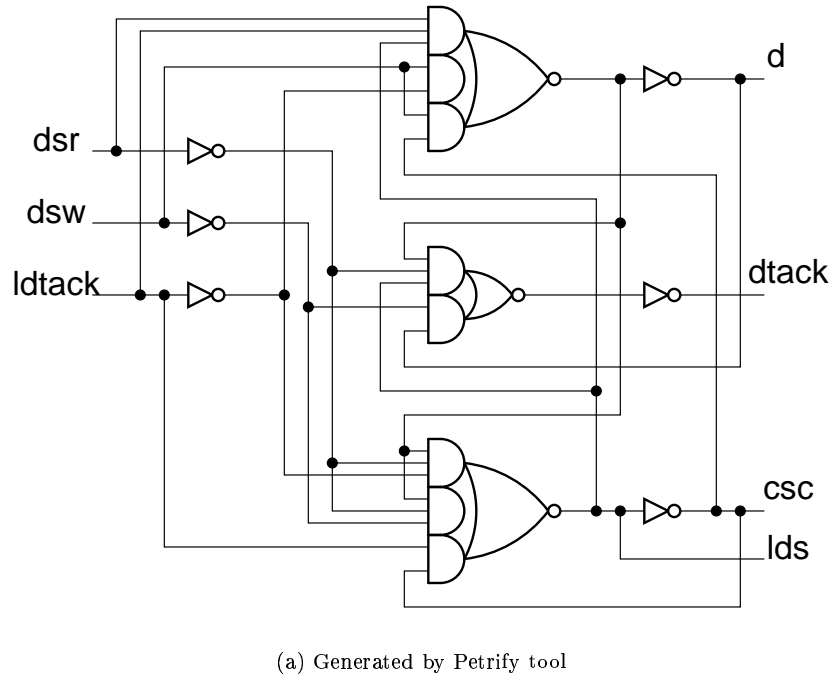 d
dsr
dsw
ldtack
dtack
csc
lds
(a) Generated by Petrify tool